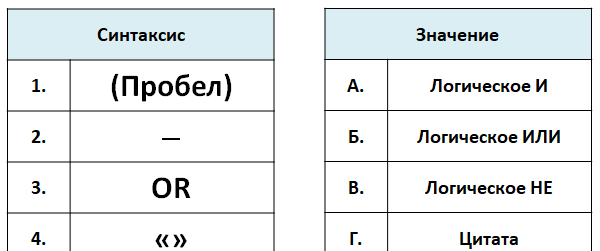 Синтаксис Значение
1. (Пробел) А. Логическое И
2. — Б. Логическое ИЛИ
3. OR В. Логическое НЕ
4. «» Г. Цитата